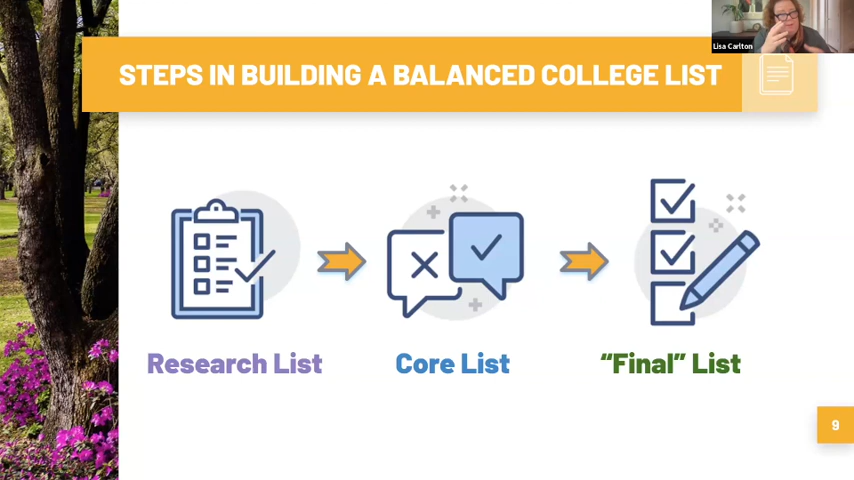 Lisa Carlton
STEPS IN BUILDING A BALANCED COLLEGE LIST
Research List
Core List
“Final” List
9